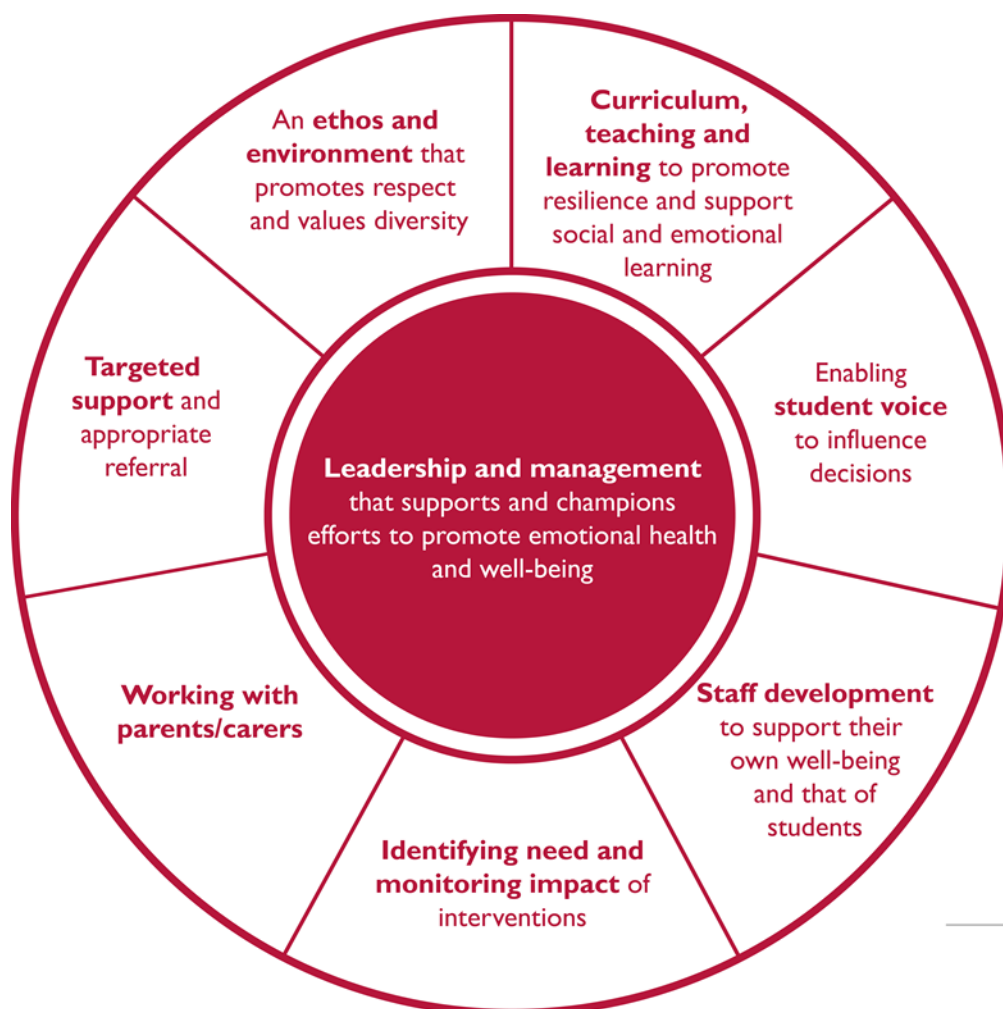 An ethos and
environment that
promotes respect
and values diversity
Curriculum,
teaching and
learning to promote
resilience and support
social and emotional
learning
Enabling
student voice
to influence
decisions
Staff development
to support their
own well-being
and that of
students
Identifying need and
monitoring impact of
interventions
Working with
parents/carers
Targeted
support and
appropriate
referral
Leadership and management
that supports and champions
efforts to promote emotional health
and well-being